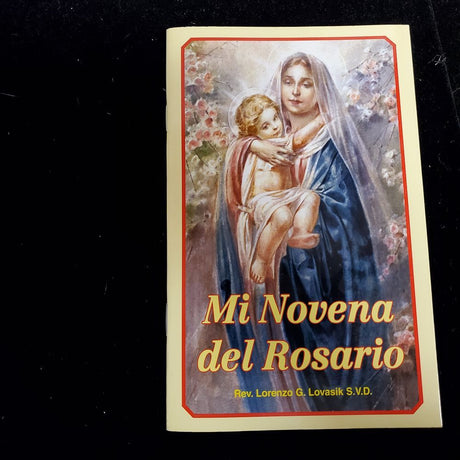 Mi Novena
del Rosario
Rev. Lorenzo G. Lovasik S.V.D.